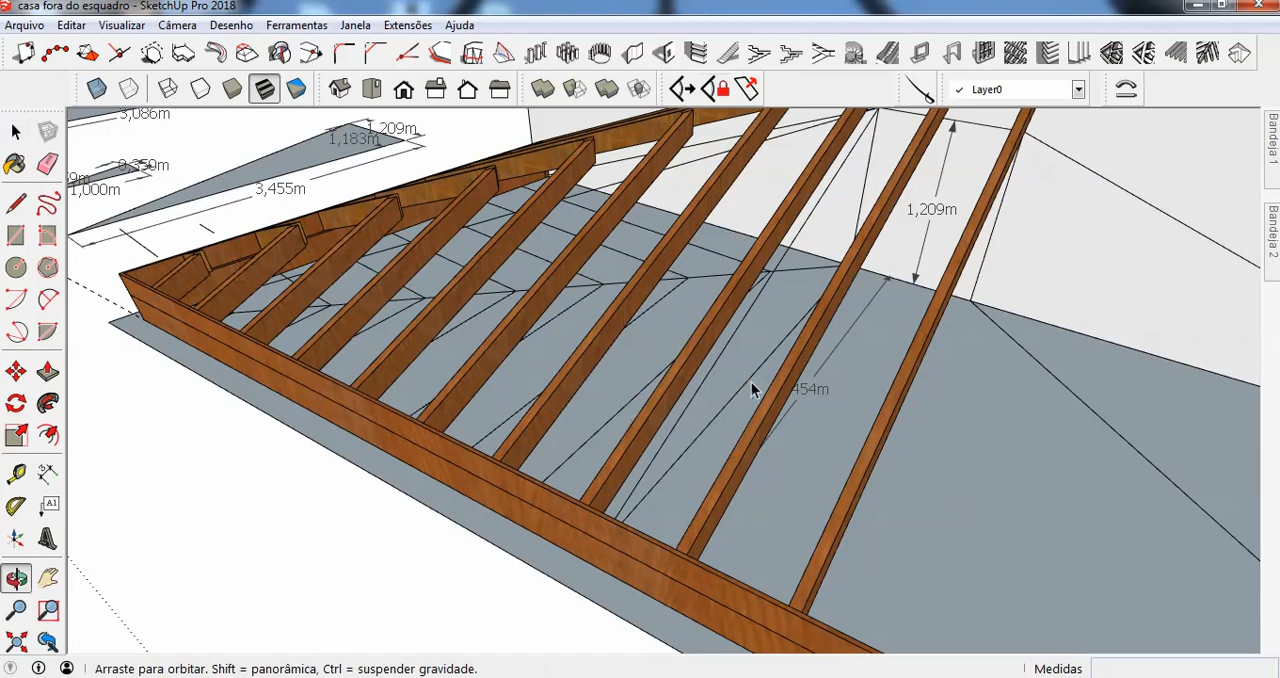 casa fora do esquadro - SketchUp Pro 2018
Arquivo Editar Visualizar Câmera Desenho Ferramentas Janela Extensões Ajuda
Layer0
3,086m
1,209m
1,183m
1,000m
3,455m
1,209m
454m
A1
Bandeja 1
Bandeja 2
Arraste para orbitar. Shift = panorâmica, Ctrl = suspender gravidade.
Medidas